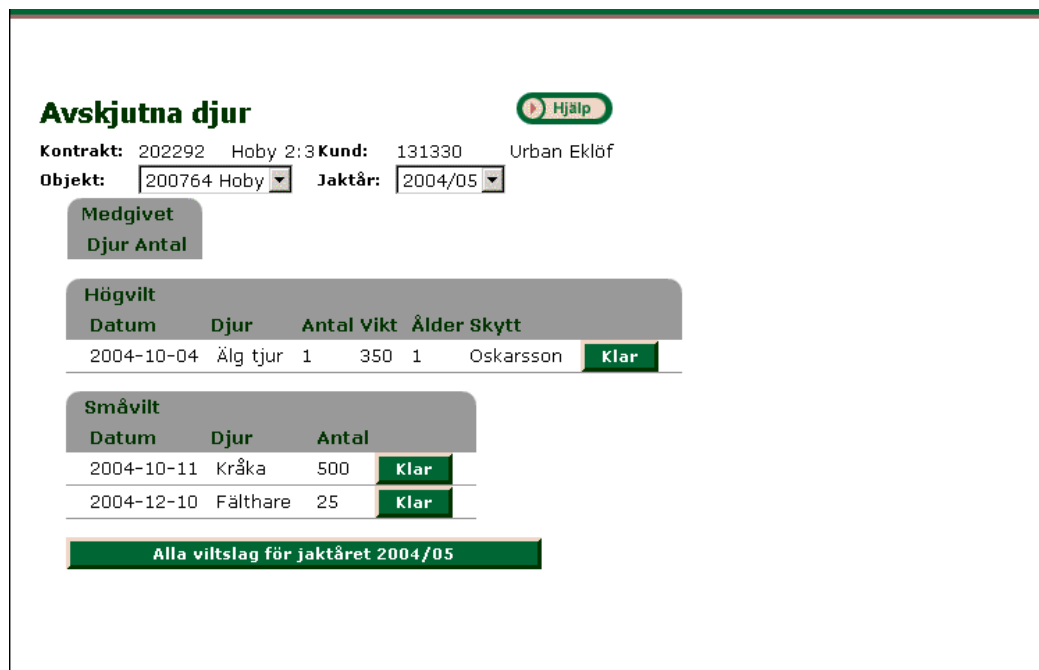 Avskjutna djur Hjälp
Kontrakt: 202292 Hoby 2:3 Kund: 131330 Urban Eklöf
Objekt: 200764 Hoby Jaktår: 2004/05
Medgivet
Djur Antal
Högvilt
Datum Djur Antal Vikt Ålder Skytt
2004-10-04 Älg tjur 1 350 1 Oskarsson Klar
Småvilt
Datum Djur Antal
2004-10-11 Kråka 500 Klar
2004-12-10 Fälthare 25 Klar
Alla viltslag för jaktåret 2004/05